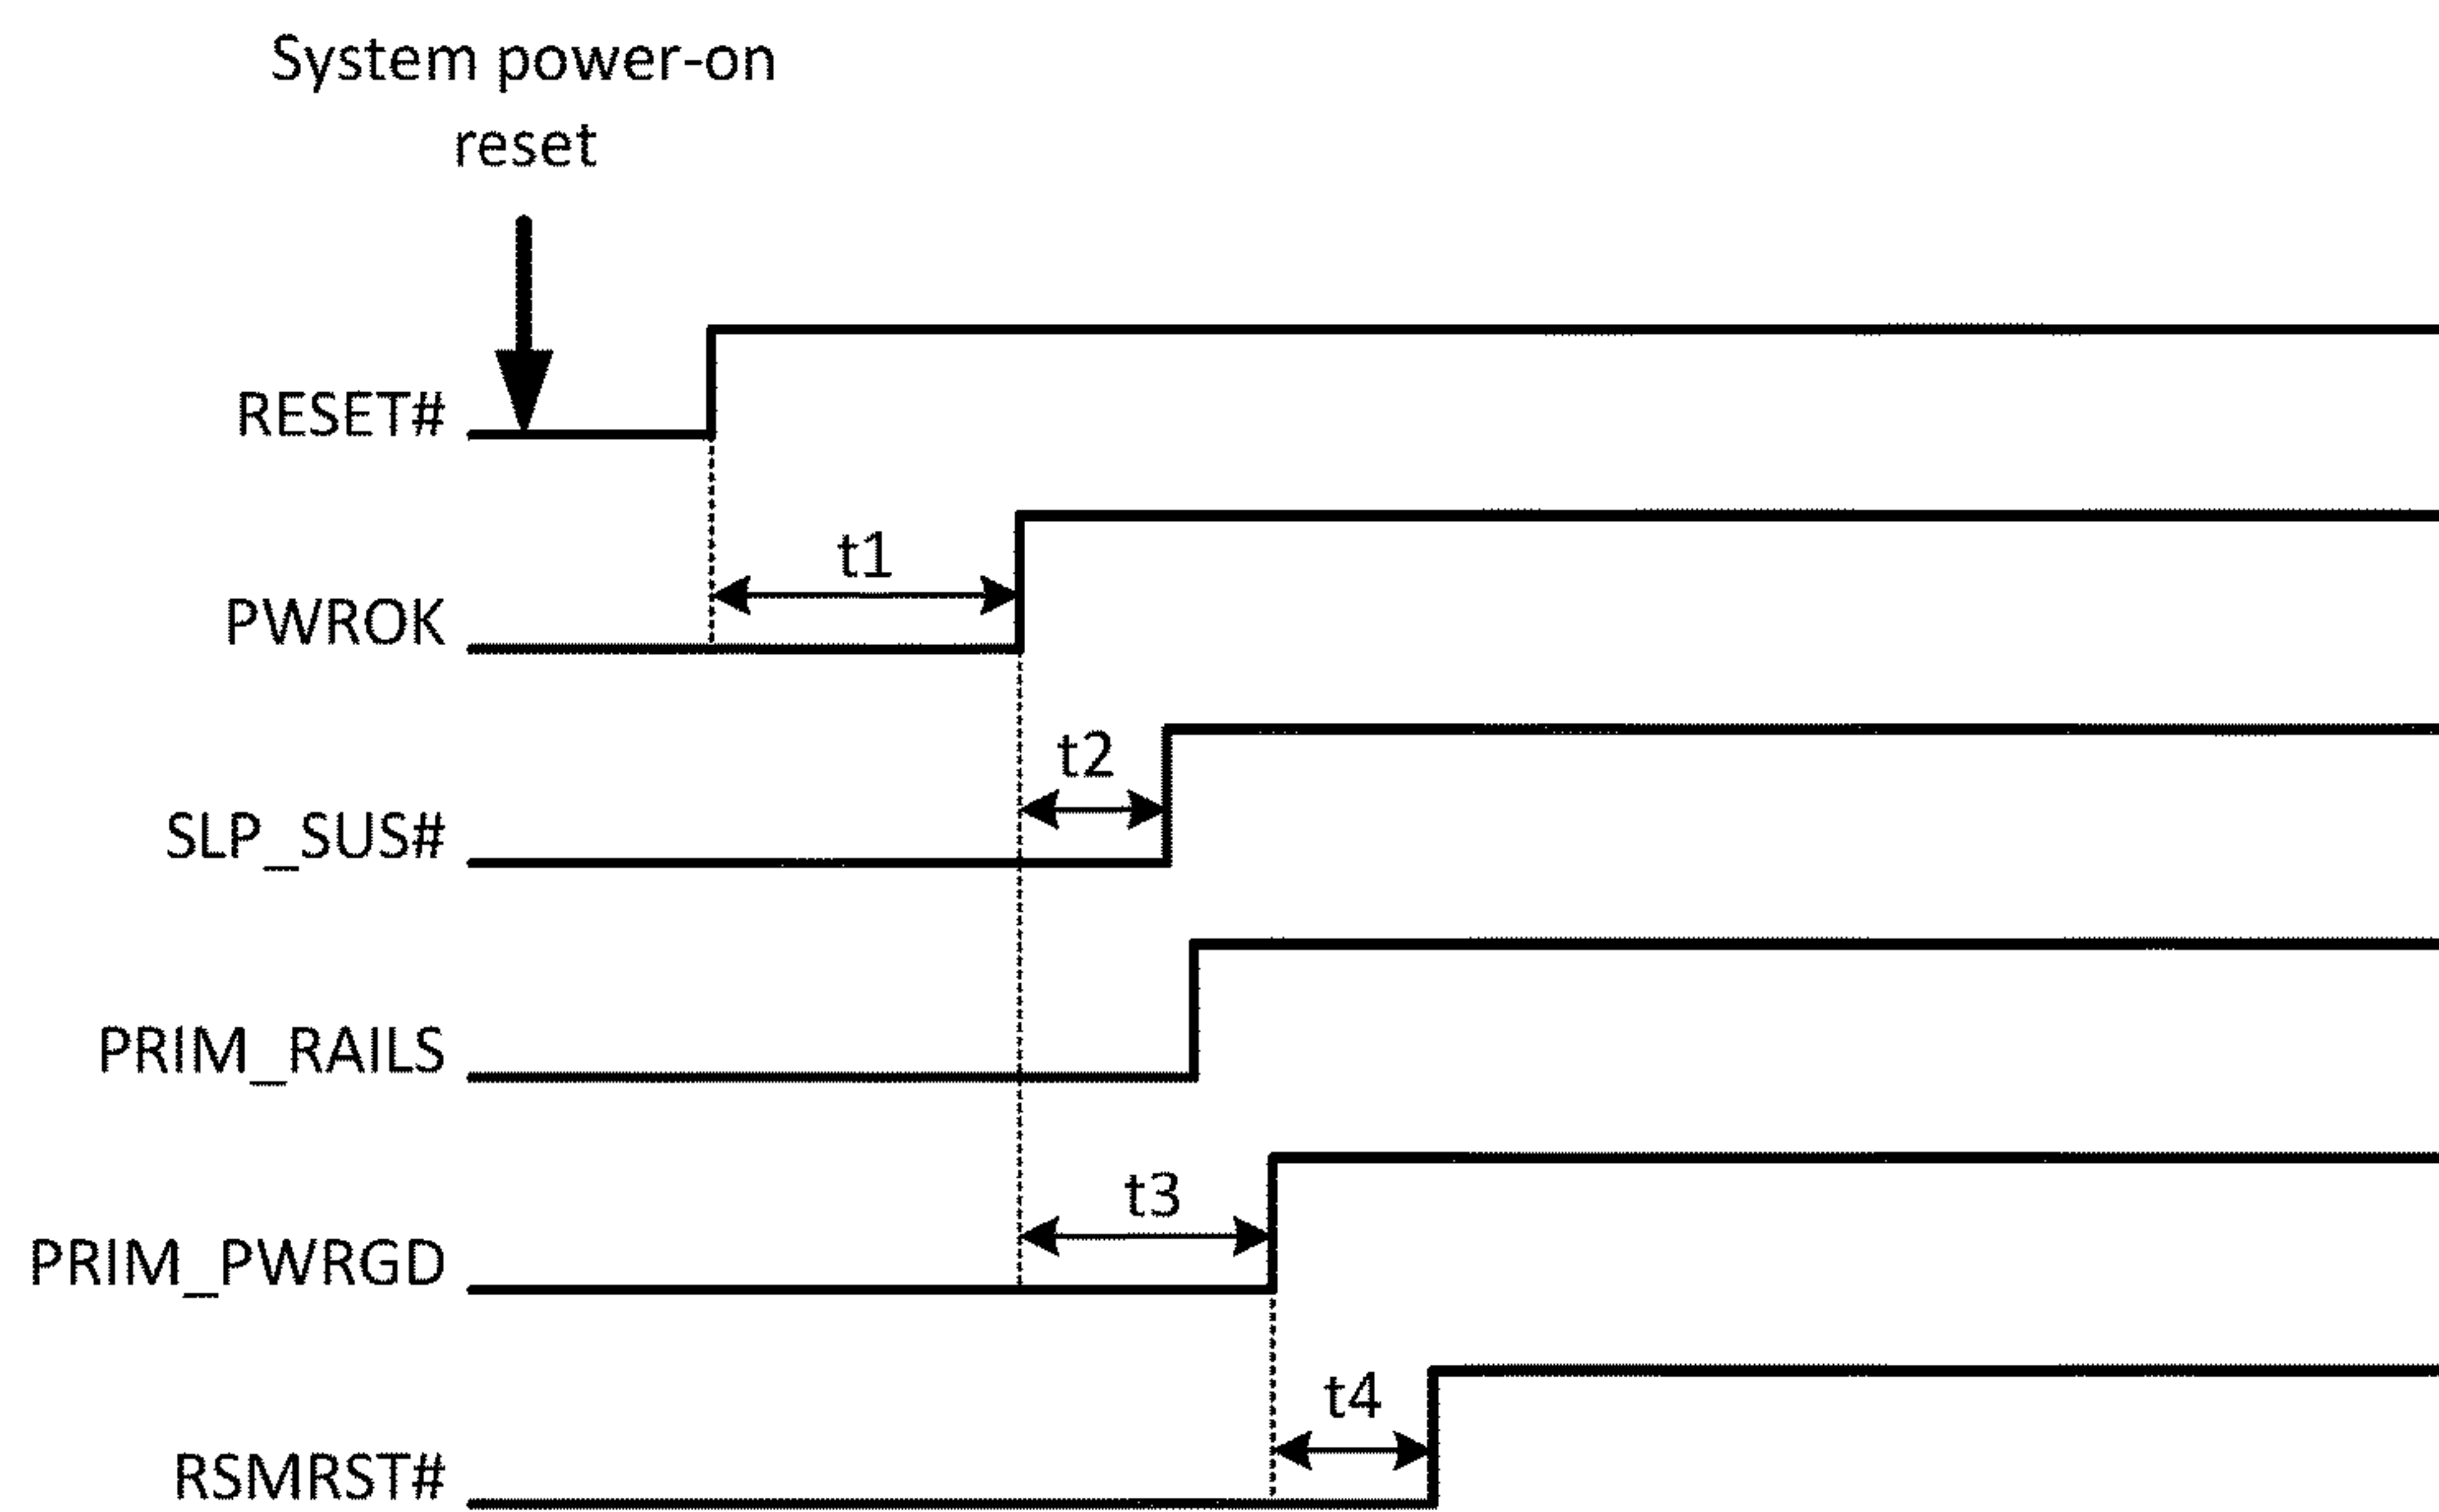 System power-on
reset
RESET#
t1
PWROK
t2
SLP_SUS#
PRIM_RAILS
t3
PRIM_PWRGD
t4
RSMRST#